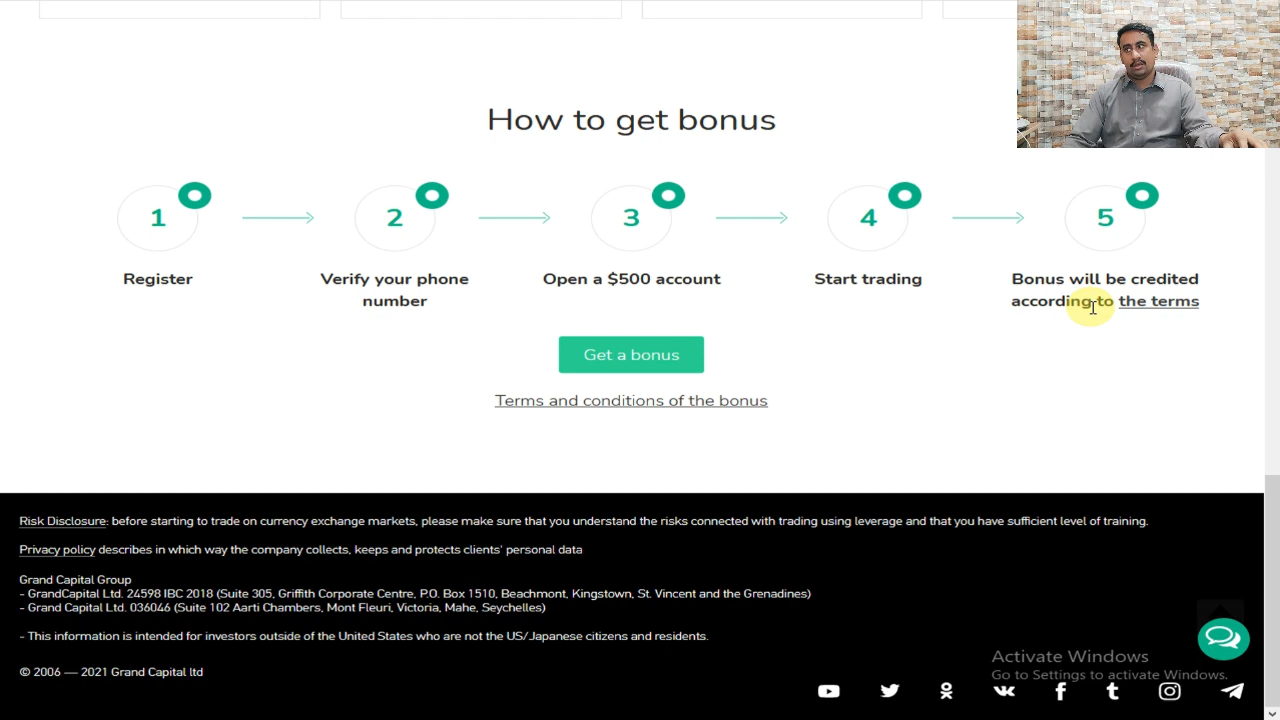 How to get bonus
1
2
3
4
5
Register
Verify your phone
number
Open a $500 account
Start trading
Bonus will be credited
according to the terms
Get a bonus
Terms and conditions of the bonus
Risk Disclosure: before starting to trade on currency exchange markets, please make sure that you understand the risks connected with trading using leverage and that you have sufficient level of training.
Privacy policy describes in which way the company collects, keeps and protects clients' personal data
Grand Capital Group
- GrandCapital Ltd. 24598 IBC 2018 (Suite 305, Griffith Corporate Centre, P.O. Box 1510, Beachmont, Kingstown, St. Vincent and the Grenadines)
- Grand Capital Ltd. 036046 (Suite 102 Aarti Chambers, Mont Fleuri, Victoria, Mahe, Seychelles)
- This information is intended for investors outside of the United States who are not the US/Japanese citizens and residents.
© 2006 — 2021 Grand Capital ltd
Activate Windows
Go to Settings to activate Windows.